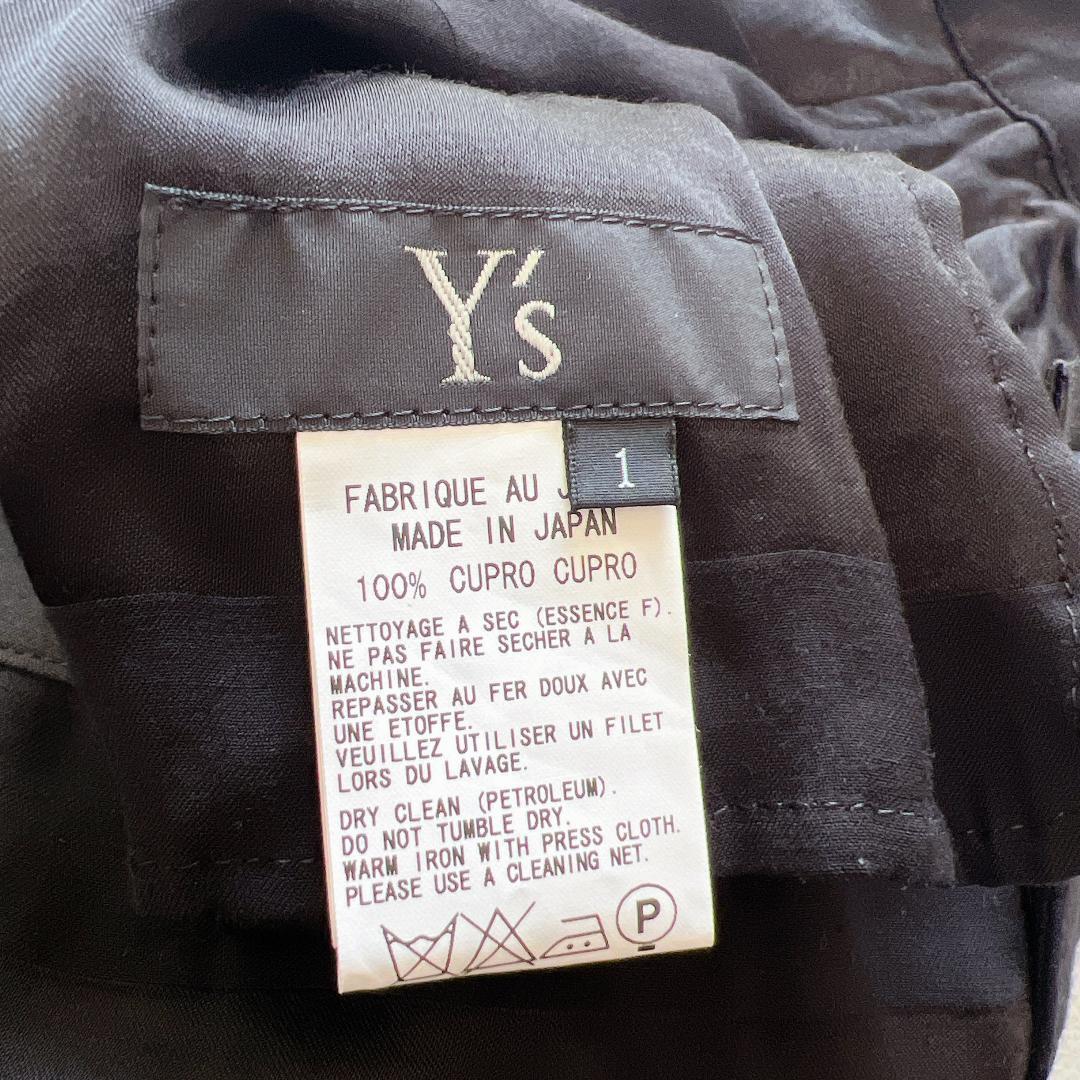 Y's
1
FABRIQUE AU J
MADE IN JAPAN
100% CUPRO CUPRO
NETTOYAGE A SEC (ESSENCE F).
NE PAS FAIRE SECHER A LA
MACHINE.
REPASSER AU FER DOUX AVEC
UNE ETOFFE.
VEUILLEZ UTILISER UN FILET
LORS DU LAVAGE.
DRY CLEAN (PETROLEUM).
DO NOT TUMBLE DRY.
WARM IRON WITH PRESS CLOTH.
PLEASE USE A CLEANING NET.
P